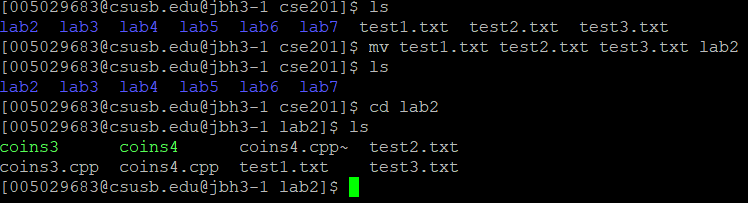 [005029683@csusb.edu@jbh3-1 cse201]$ ls
lab2  lab3  lab4  lab5  lab6  lab7  test1.txt  test2.txt  test3.txt
[005029683@csusb.edu@jbh3-1 cse201]$ mv test1.txt test2.txt test3.txt lab2
[005029683@csusb.edu@jbh3-1 cse201]$ ls
lab2  lab3  lab4  lab5  lab6  lab7
[005029683@csusb.edu@jbh3-1 cse201]$ cd lab2
[005029683@csusb.edu@jbh3-1 lab2]$ ls
coins3      coins4      coins4.cpp~  test2.txt
coins3.cpp  coins4.cpp  test1.txt    test3.txt
[005029683@csusb.edu@jbh3-1 lab2]$